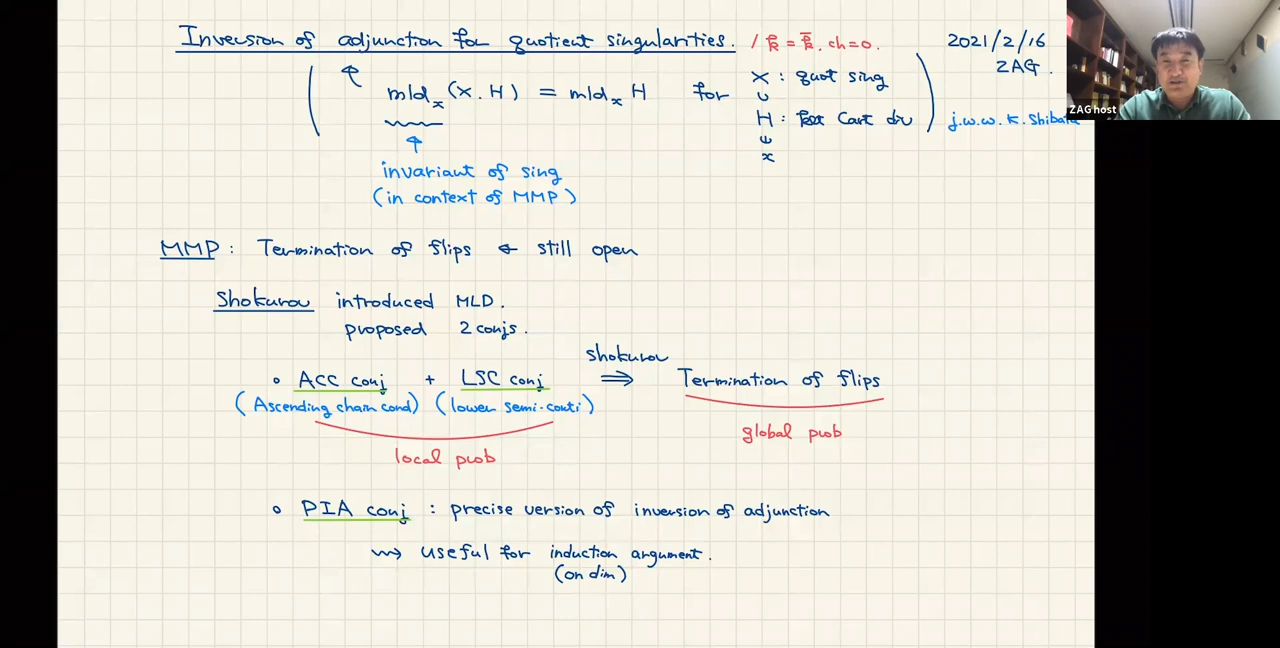 Inversion of adjunction for quotient singularities. / k = k̄. ch=0. 2021/2/16
ZAG.
mld_x (X.H) = mld_x H for X : quot sing
∪
H : Cart div j.w.w. K. Shibata
∪
x
invariant of sing
(in context of MMP)
MMP : Termination of flips ← still open
Shokurov introduced MLD.
proposed 2 conjs.
Shokurov
◦ ACC conj + LSC conj ⇒ Termination of flips
(Ascending chain cond) (lower semi-conti)
global prob
local prob
◦ PIA conj : precise version of inversion of adjunction
⇝ useful for induction argument.
(on dim)
ZAG host